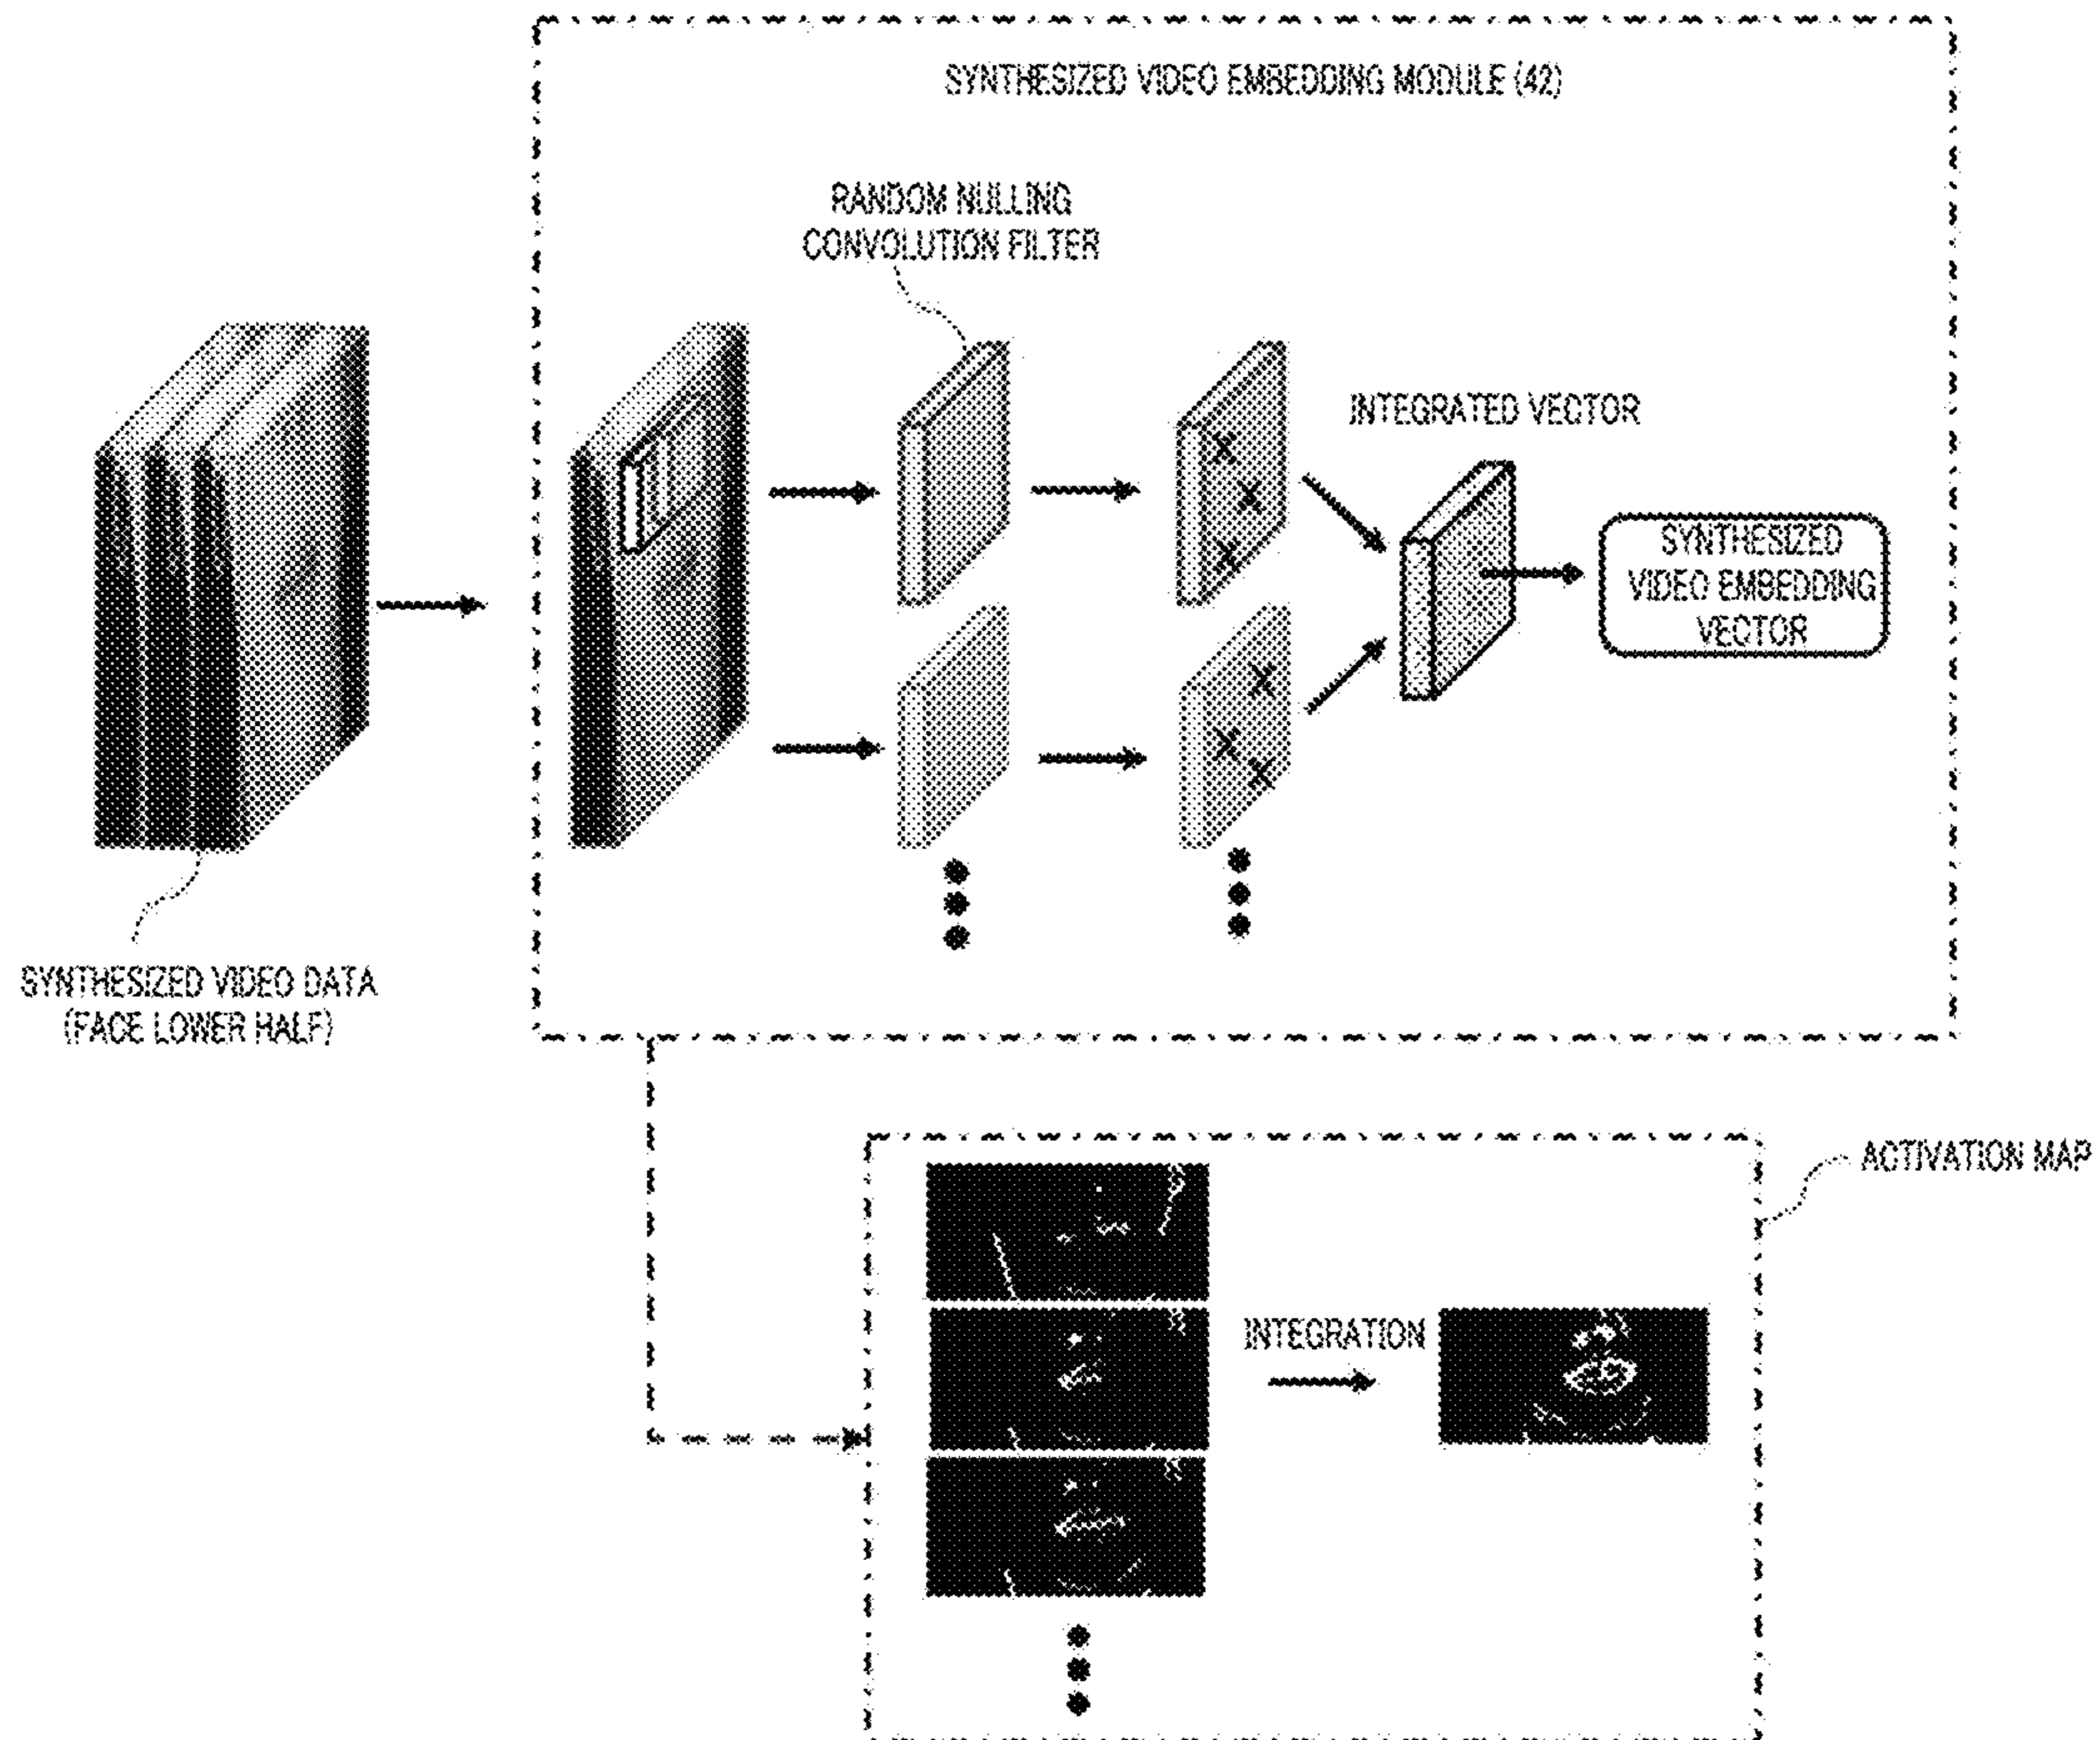 SYNTHESIZED VIDEO EMBEDDING MODULE (42)
RANDOM NULLING
CONVOLUTION FILTER
INTEGRATED VECTOR
SYNTHESIZED
VIDEO EMBEDDING
VECTOR
SYNTHESIZED VIDEO DATA
(FACE LOWER HALF)
ACTIVATION MAP
INTEGRATION